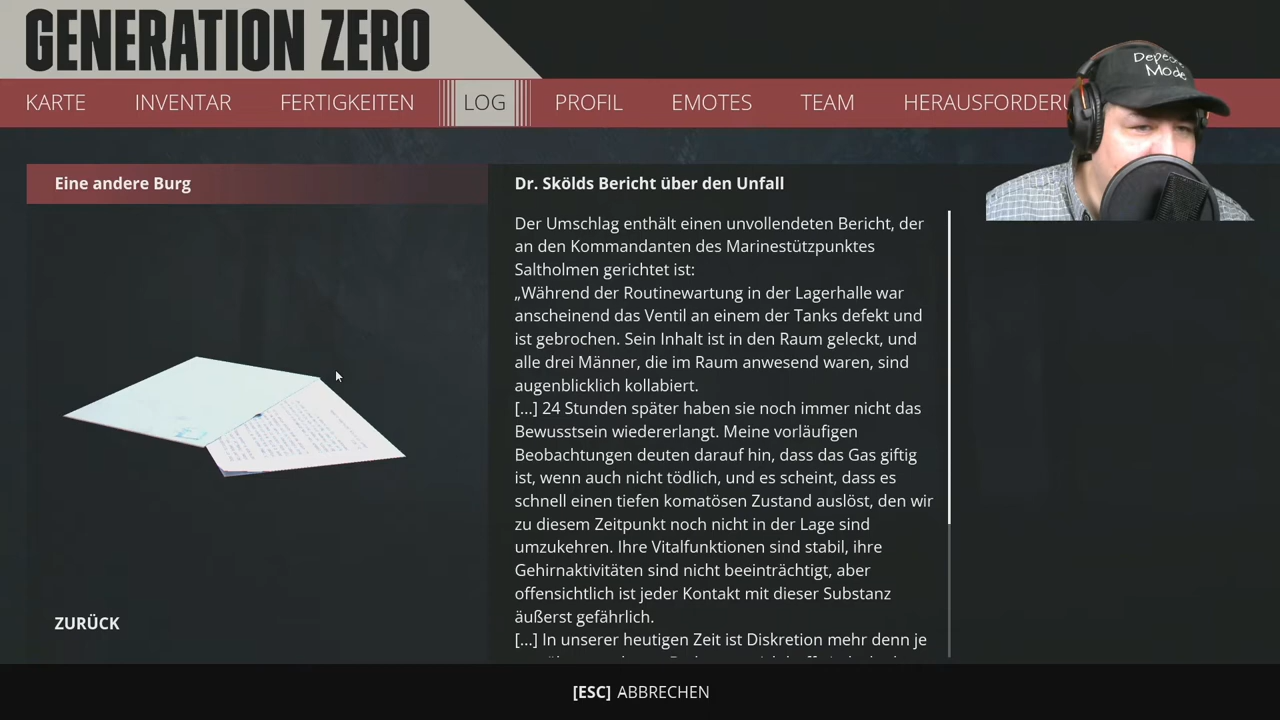 GENERATION ZERO
KARTE
INVENTAR
FERTIGKEITEN
LOG
PROFIL
EMOTES
TEAM
Depeche
Mode
Eine andere Burg
Dr. Skölds Bericht über den Unfall
Der Umschlag enthält einen unvollendeten Bericht, der
an den Kommandanten des Marinestützpunktes
Saltholmen gerichtet ist:
„Während der Routinewartung in der Lagerhalle war
anscheinend das Ventil an einem der Tanks defekt und
ist gebrochen. Sein Inhalt ist in den Raum geleckt, und
alle drei Männer, die im Raum anwesend waren, sind
augenblicklich kollabiert.
[...] 24 Stunden später haben sie noch immer nicht das
Bewusstsein wiedererlangt. Meine vorläufigen
Beobachtungen deuten darauf hin, dass das Gas giftig
ist, wenn auch nicht tödlich, und es scheint, dass es
schnell einen tiefen komatösen Zustand auslöst, den wir
zu diesem Zeitpunkt noch nicht in der Lage sind
umzukehren. Ihre Vitalfunktionen sind stabil, ihre
Gehirnaktivitäten sind nicht beeinträchtigt, aber
offensichtlich ist jeder Kontakt mit dieser Substanz
äußerst gefährlich.
[...] In unserer heutigen Zeit ist Diskretion mehr denn je
ZURÜCK
[ESC] ABBRECHEN